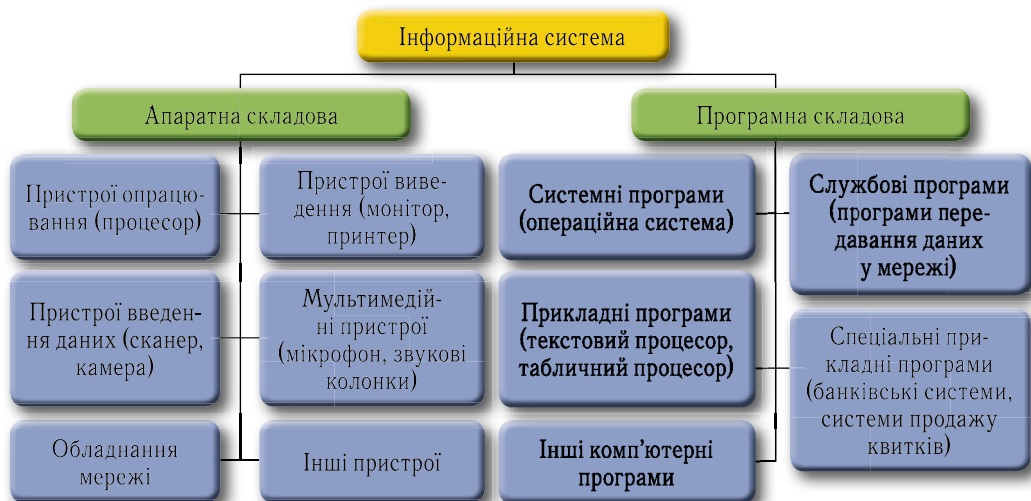 Інформаційна система
Апаратна складова
Програмна складова
Пристрої опрацю-
вання (процесор)
Пристрої виве-
дення (монітор,
принтер)
Системні програми
(операційна система)
Службові програми
(програми пере-
давання даних
у мережі)
Пристрої введен-
ня даних (сканер,
камера)
Мультимедій-
ні пристрої
(мікрофон, звукові
колонки)
Прикладні програми
(текстовий процесор,
табличний процесор)
Спеціальні при-
кладні програми
(банківські системи,
системи продажу
квитків)
Обладнання
мережі
Інші пристрої
Інші комп’ютерні
програми